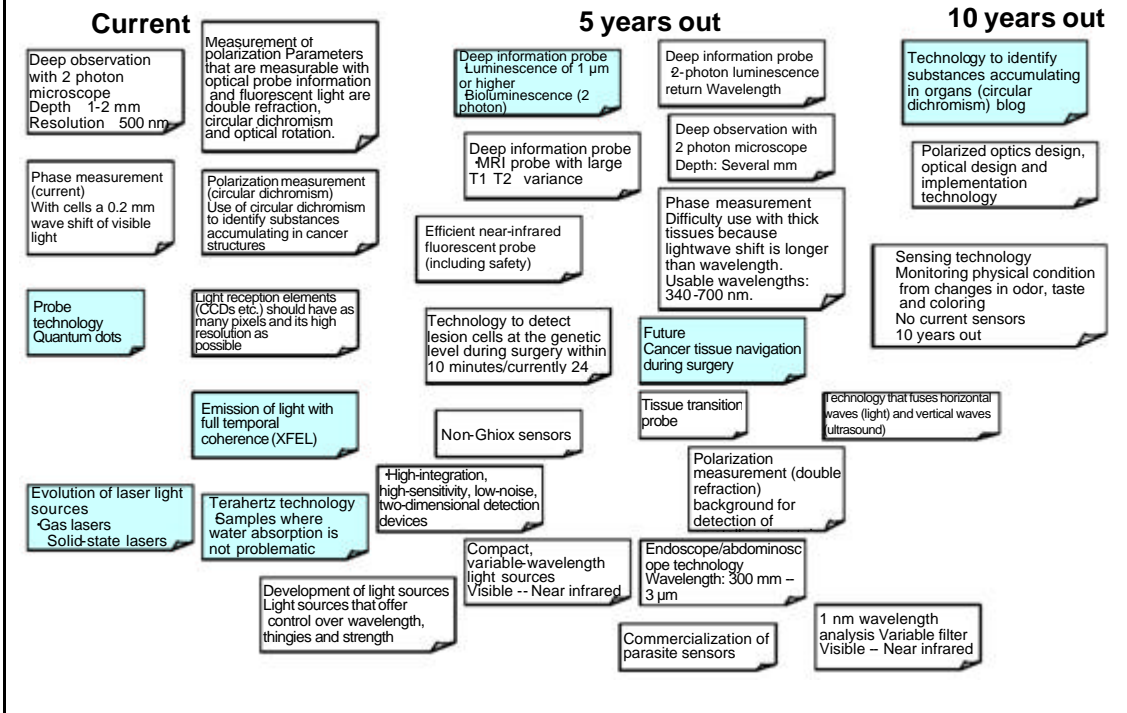 Current
5 years out
10 years out
Deep observation
with 2 photon
microscope
Depth 1-2 mm
Resolution 500 nm
Measurement of
polarization Parameters
that are measurable with
optical probe information
and fluorescent light are
double refraction,
circular dichromism
and optical rotation.
Phase measurement
(current)
With cells a 0.2 mm
wave shift of visible
light
Polarization measurement
(circular dichromism)
Use of circular dichromism
to identify substances
accumulating in cancer
structures
Probe
technology
Quantum dots
Light reception elements
(CCDs etc.) should have as
many pixels and its high
resolution as
possible
Emission of light with
full temporal
coherence (XFEL)
Evolution of laser light
sources
·Gas lasers
Solid-state lasers
Terahertz technology
·Samples where
water absorption is
not problematic
Development of light sources
Light sources that offer
control over wavelength,
thingies and strength
Deep information probe
·Luminescence of 1 μm
or higher
·Bioluminescence (2
photon)
Deep information probe
·MRI probe with large
T1 T2 variance
Efficient near-infrared
fluorescent probe
(including safety)
Technology to detect
lesion cells at the genetic
level during surgery within
10 minutes/currently 24
Non-Ghiox sensors
·High-integration,
high-sensitivity, low-noise,
two-dimensional detection
devices
Compact,
variable-wavelength
light sources
Visible -- Near infrared
Deep information probe
·2-photon luminescence
return Wavelength
Deep observation with
2 photon microscope
Depth: Several mm
Phase measurement
Difficulty use with thick
tissues because
lightwave shift is longer
than wavelength.
Usable wavelengths:
340-700 nm.
Future
Cancer tissue navigation
during surgery
Tissue transition
probe
Technology that fuses horizontal
waves (light) and vertical waves
(ultrasound)
Polarization
measurement (double
refraction)
background for
detection of
Endoscope/abdominosc
ope technology
Wavelength: 300 mm –
3 μm
Commercialization of
parasite sensors
1 nm wavelength
analysis Variable filter
Visible – Near infrared
Technology to identify
substances accumulating
in organs (circular
dichromism) blog
Polarized optics design,
optical design and
implementation
technology
Sensing technology
Monitoring physical condition
from changes in odor, taste
and coloring
No current sensors
10 years out